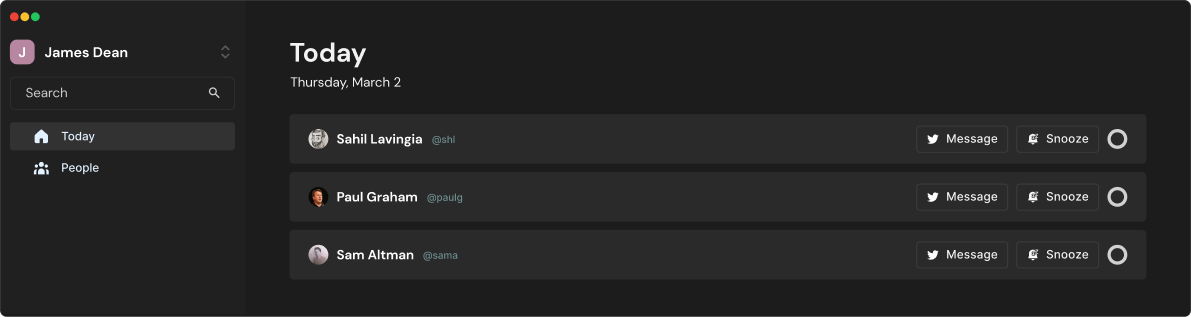 J James Dean
Search
Today
People
Today
Thursday, March 2
Sahil Lavingia @shl Message Snooze
Paul Graham @paulg Message Snooze
Sam Altman @sama Message Snooze